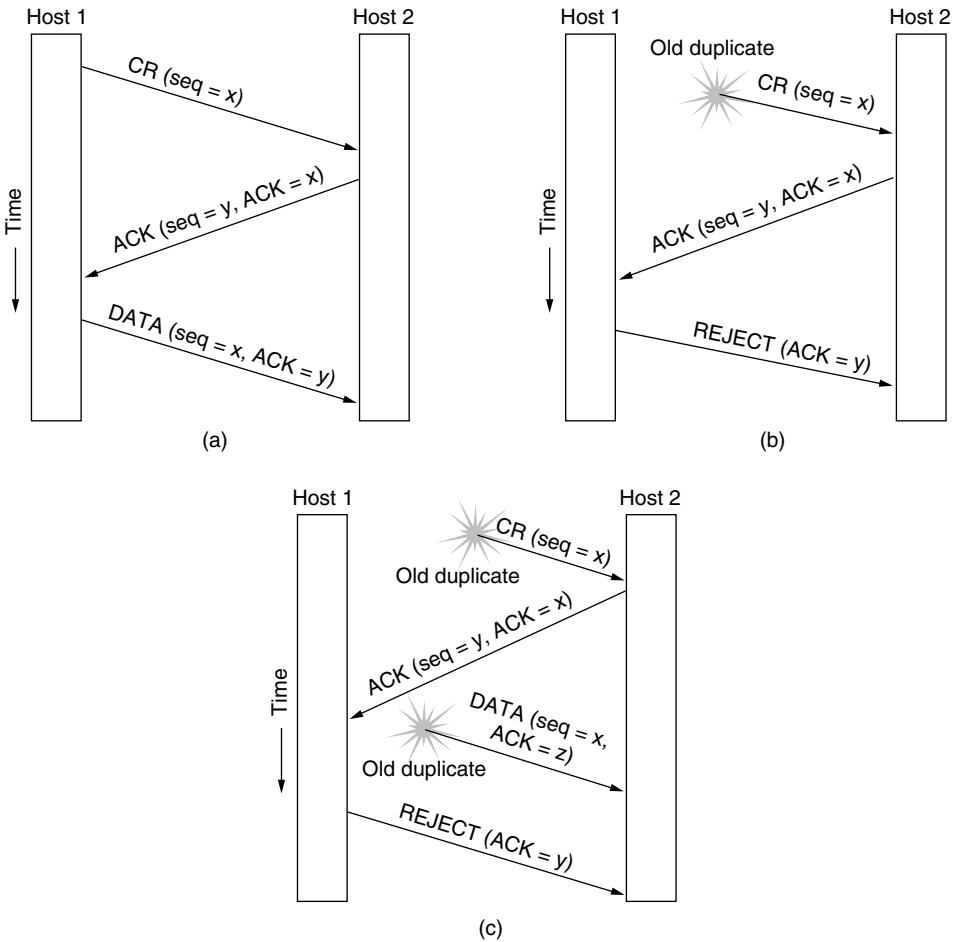 Host 1
Host 2
CR (seq = x)
ACK (seq = y, ACK = x)
DATA (seq = x, ACK = y)
Time
(a)
Host 1
Host 2
Old duplicate
CR (seq = x)
ACK (seq = y, ACK = x)
REJECT (ACK = y)
Time
(b)
Host 1
Host 2
CR (seq = x)
Old duplicate
ACK (seq = y, ACK = x)
DATA (seq = x,
ACK = z)
Old duplicate
REJECT (ACK = y)
Time
(c)